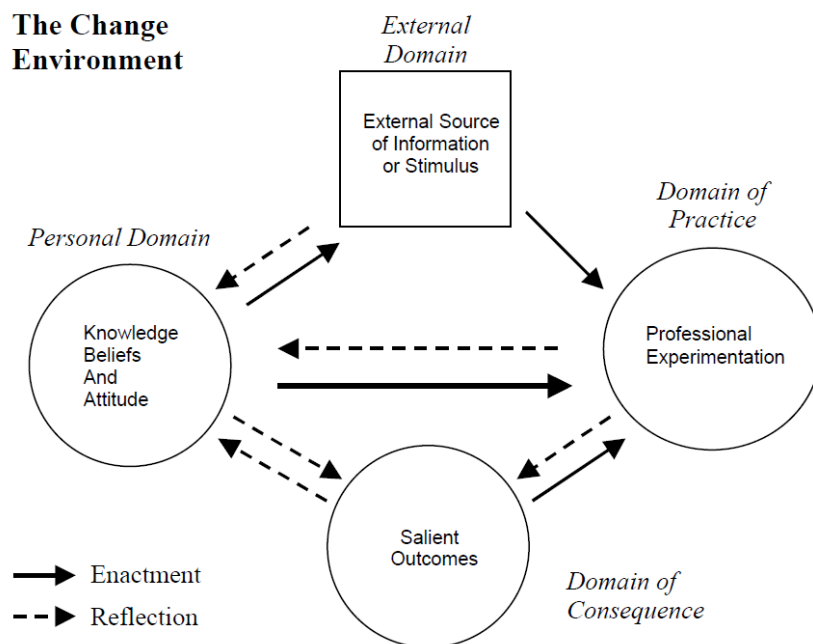 The Change
Environment
External
Domain
External Source
of Information
or Stimulus
Domain of
Practice
Personal Domain
Knowledge
Beliefs
And
Attitude
Professional
Experimentation
Salient
Outcomes
Enactment
Reflection
Domain of
Consequence